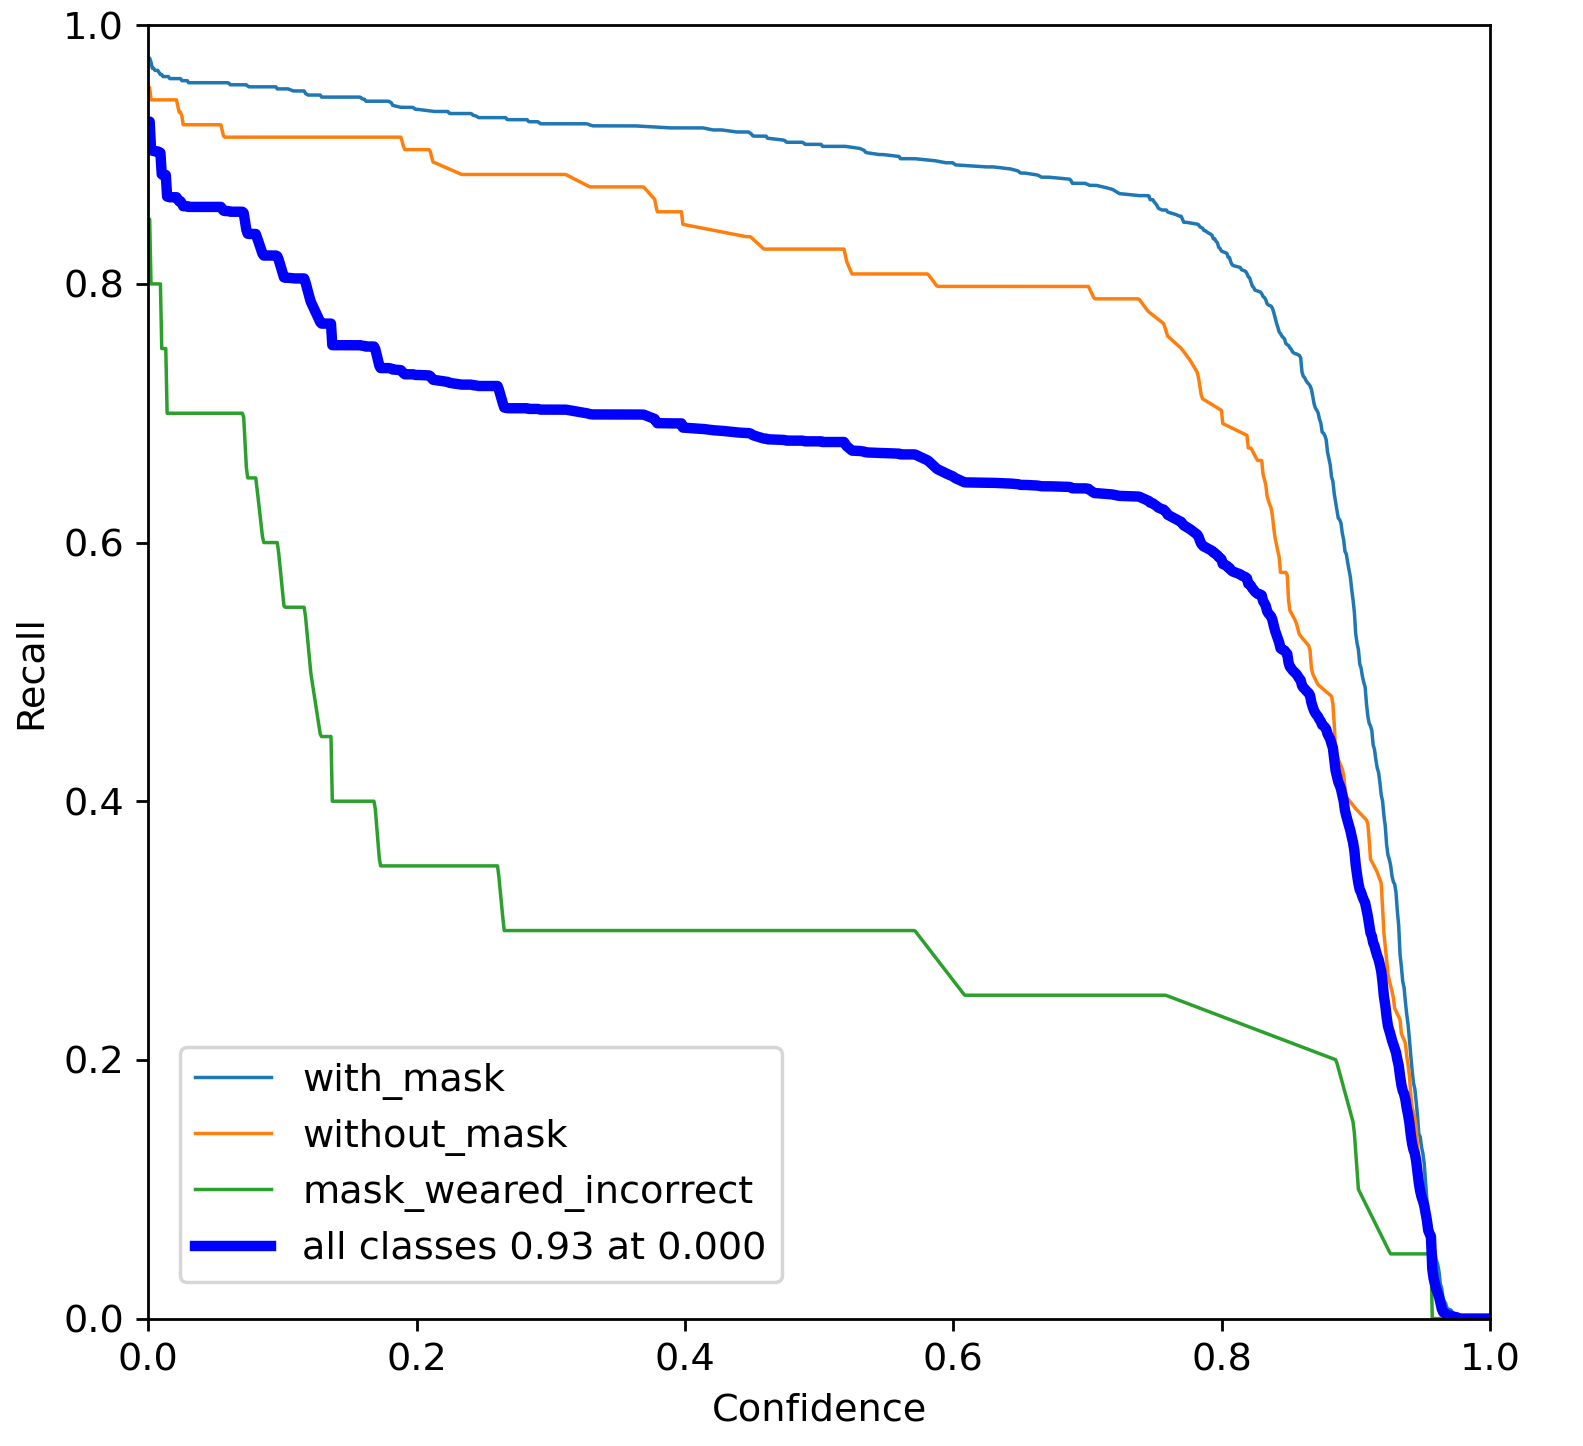 1.0
0.8
0.6
0.4
0.2
0.0
Recall
with_mask
without_mask
mask_weared_incorrect
all classes 0.93 at 0.000
0.0 0.2 0.4 0.6 0.8 1.0
Confidence